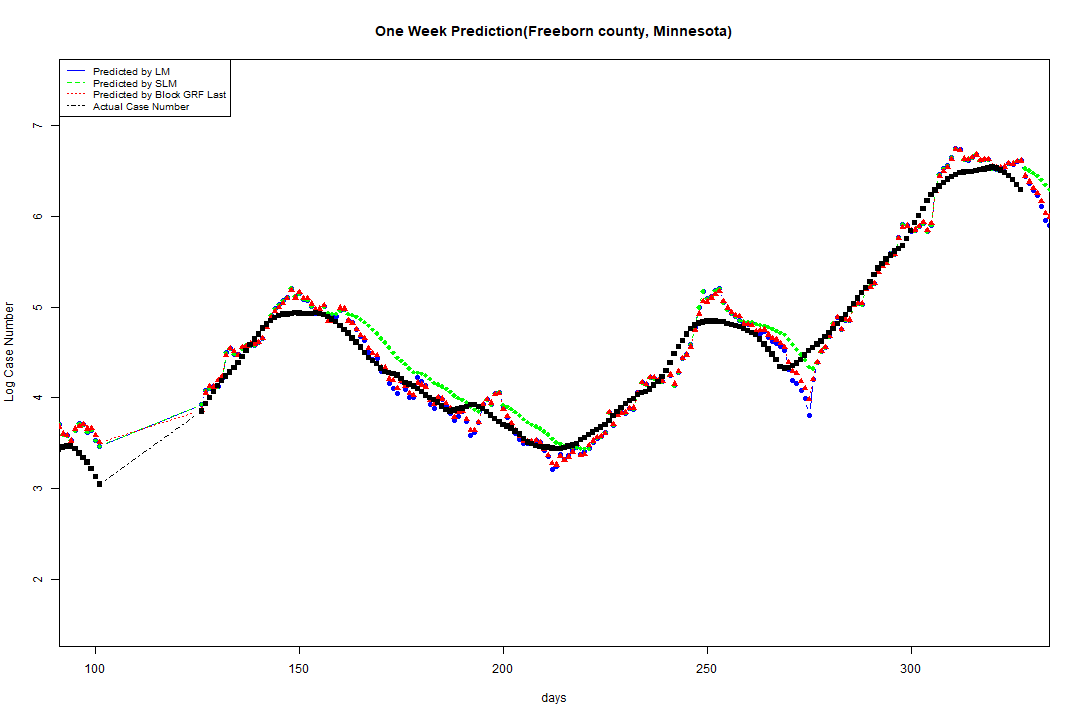 One Week Prediction(Freeborn county, Minnesota)
Predicted by LM
Predicted by SLM
Predicted by Block GRF Last
Actual Case Number
7
6
5
4
3
2
Log Case Number
100 150 200 250 300
days